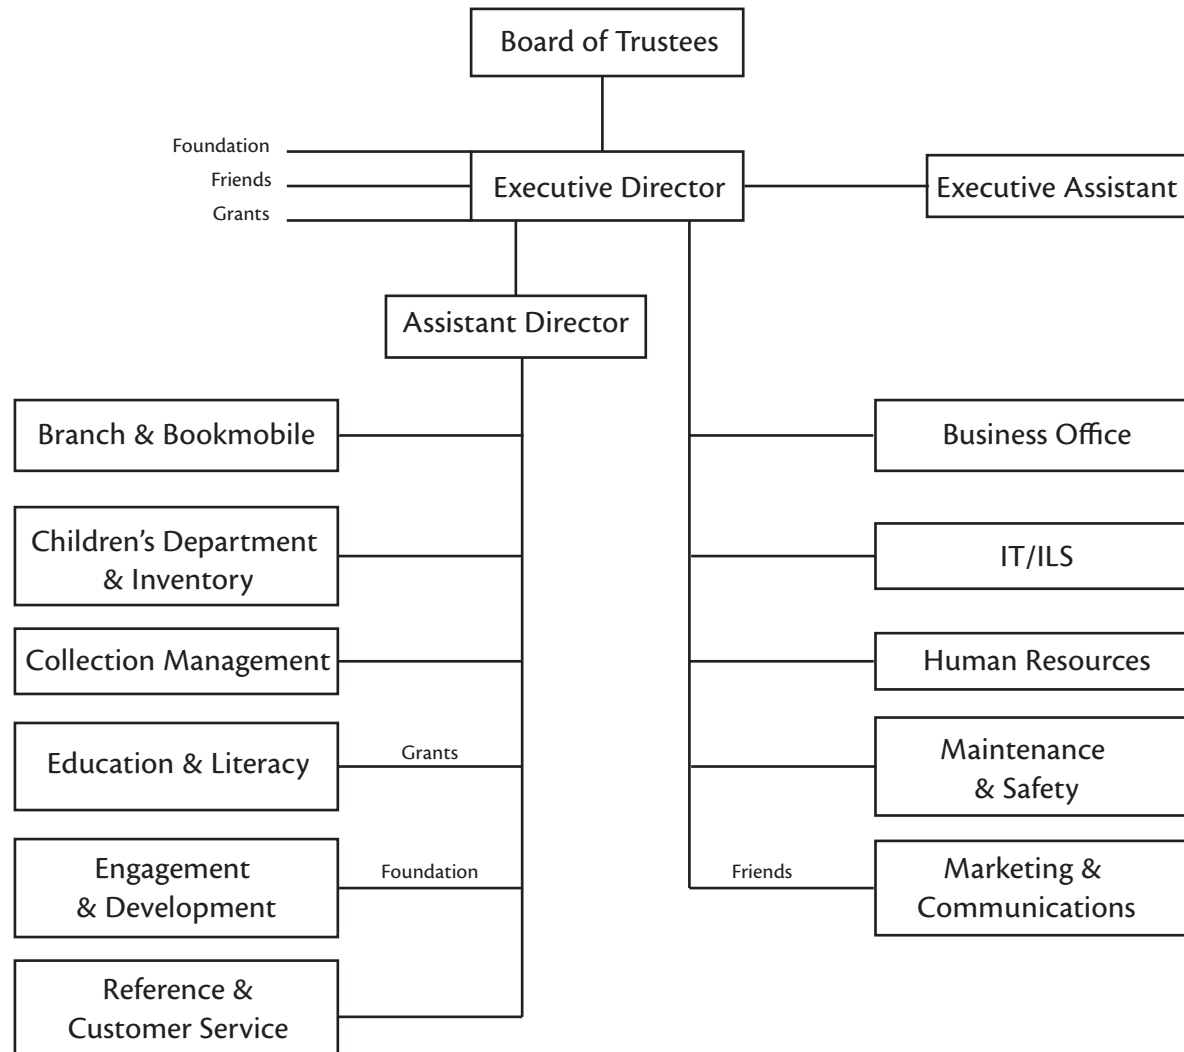 Board of Trustees
Foundation
Friends
Grants
Executive Director
Executive Assistant
Assistant Director
Branch & Bookmobile
Business Office
Children's Department
& Inventory
IT/ILS
Collection Management
Human Resources
Education & Literacy
Grants
Maintenance
& Safety
Engagement
& Development
Foundation
Friends
Marketing &
Communications
Reference &
Customer Service